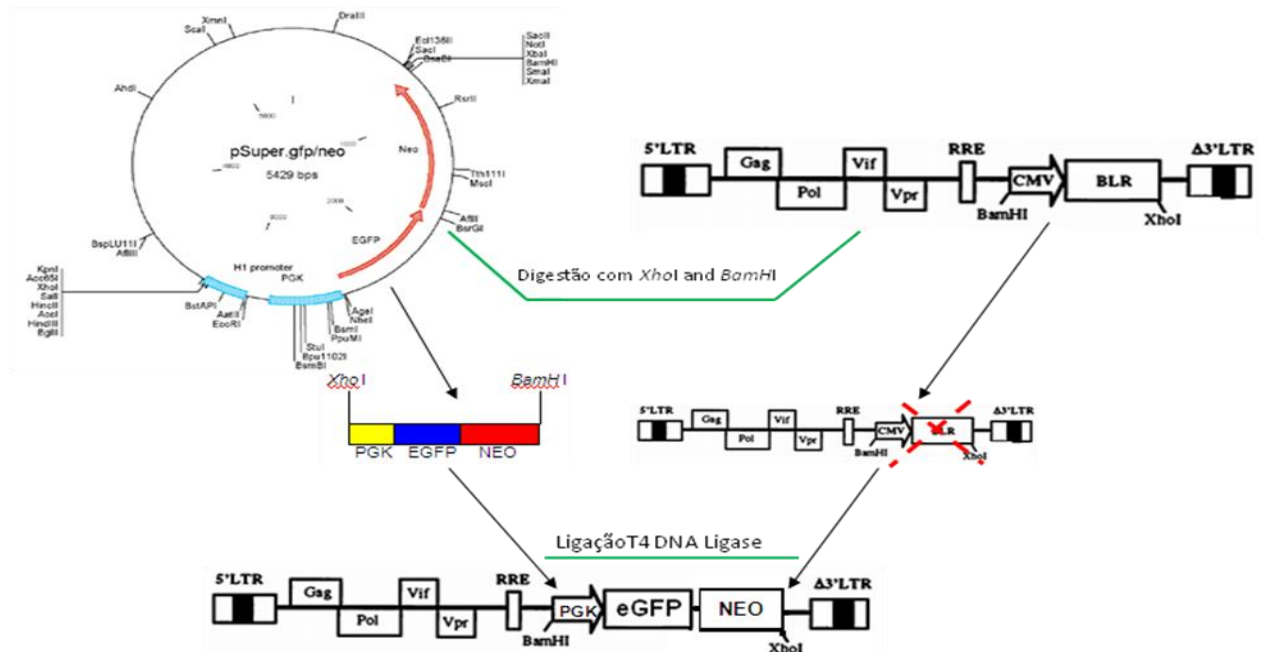 DraIII
XmnI
ScaI
Ecl136II
SacI
BseBI
SacII
NotI
XbaI
BamHI
SmaI
XmaI
AhdI
RsrII
pSuper.gfp/neo
5429 bps
Neo
Tth111I
MscI
AflII
BsrGI
EGFP
BspLU11I
AflIII
H1 promoter
PGK
KpnI
Acc65I
XhoI
SalI
HincII
AccI
HindIII
BglII
BstAPI
AatII
EcoRI
AgeI
NheI
BsmI
PpuMI
StuI
Bpu1102I
BsmBI
5'LTR
Gag
Pol
Vif
Vpr
RRE
CMV
BLR
Δ3'LTR
BamHI
XhoI
Digestão com XhoI and BamHI
XhoI
BamHI
PGK EGFP NEO
5'LTR
Gag
Pol
Vif
Vpr
RRE
CMV
BLR
Δ3'LTR
BamHI
XhoI
LigaçãoT4 DNA Ligase
5'LTR
Gag
Pol
Vif
Vpr
RRE
PGK
eGFP
NEO
Δ3'LTR
BamHI
XhoI